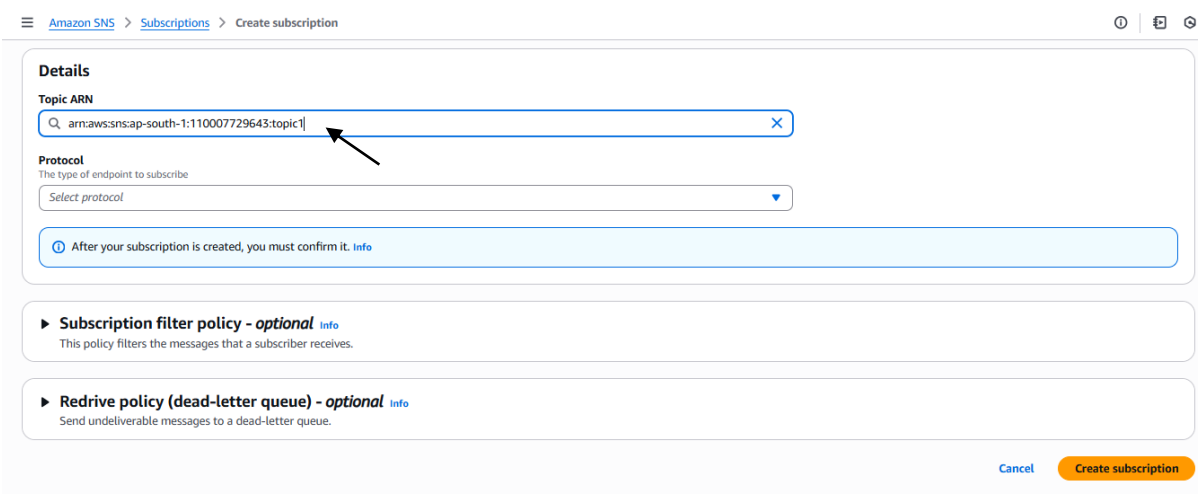 Amazon SNS > Subscriptions > Create subscription
Details
Topic ARN
arn:aws:sns:ap-south-1:110007729643:topic1
Protocol
The type of endpoint to subscribe
Select protocol
After your subscription is created, you must confirm it. Info
Subscription filter policy - optional Info
This policy filters the messages that a subscriber receives.
Redrive policy (dead-letter queue) - optional Info
Send undeliverable messages to a dead-letter queue.
Cancel Create subscription